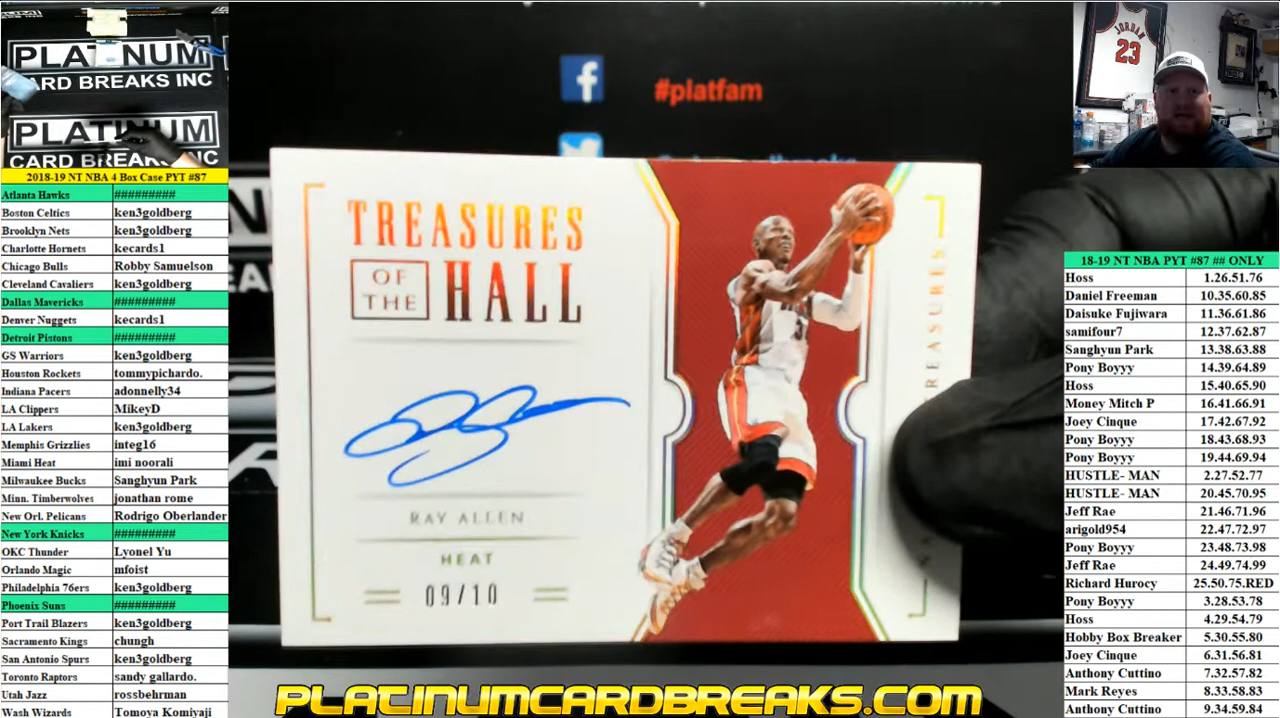 PLATINUM
CARD BREAKS INC
PLATINUM
CARD BREAKS INC
2018-19 NT NBA 4 Box Case PYT #87
Atlanta Hawks #########
Boston Celtics ken3goldberg
Brooklyn Nets ken3goldberg
Charlotte Hornets kecards1
Chicago Bulls Robby Samuelson
Cleveland Cavaliers ken3goldberg
Dallas Mavericks #########
Denver Nuggets kecards1
Detroit Pistons #########
GS Warriors ken3goldberg
Houston Rockets tommypichardo.
Indiana Pacers adonnelly34
LA Clippers MikeyD
LA Lakers ken3goldberg
Memphis Grizzlies integ16
Miami Heat imi noorali
Milwaukee Bucks Sanghyun Park
Minn. Timberwolves jonathan rome
New Orl. Pelicans Rodrigo Oberlander
New York Knicks #########
OKC Thunder Lyonel Yu
Orlando Magic mfoist
Philadelphia 76ers ken3goldberg
Phoenix Suns #########
Port Trail Blazers ken3goldberg
Sacramento Kings chungh
San Antonio Spurs ken3goldberg
Toronto Raptors sandy gallardo.
Utah Jazz rossbehrman
Wash Wizards Tomoya Komiyaji
f
#platfam
TREASURES
OF THE HALL
RAY ALLEN
HEAT
09/10
PLATINUMCARDBREAKS.COM
JORDAN
23
18-19 NT NBA PYT #87 ## ONLY
Hoss 1.26.51.76
Daniel Freeman 10.35.60.85
Daisuke Fujiwara 11.36.61.86
samifour7 12.37.62.87
Sanghyun Park 13.38.63.88
Pony Boyyy 14.39.64.89
Hoss 15.40.65.90
Money Mitch P 16.41.66.91
Joey Cinque 17.42.67.92
Pony Boyyy 18.43.68.93
Pony Boyyy 19.44.69.94
HUSTLE- MAN 2.27.52.77
HUSTLE- MAN 20.45.70.95
Jeff Rae 21.46.71.96
arigold954 22.47.72.97
Pony Boyyy 23.48.73.98
Jeff Rae 24.49.74.99
Richard Hurocy 25.50.75.RED
Pony Boyyy 3.28.53.78
Hoss 4.29.54.79
Hobby Box Breaker 5.30.55.80
Joey Cinque 6.31.56.81
Anthony Cuttino 7.32.57.82
Mark Reyes 8.33.58.83
Anthony Cuttino 9.34.59.84